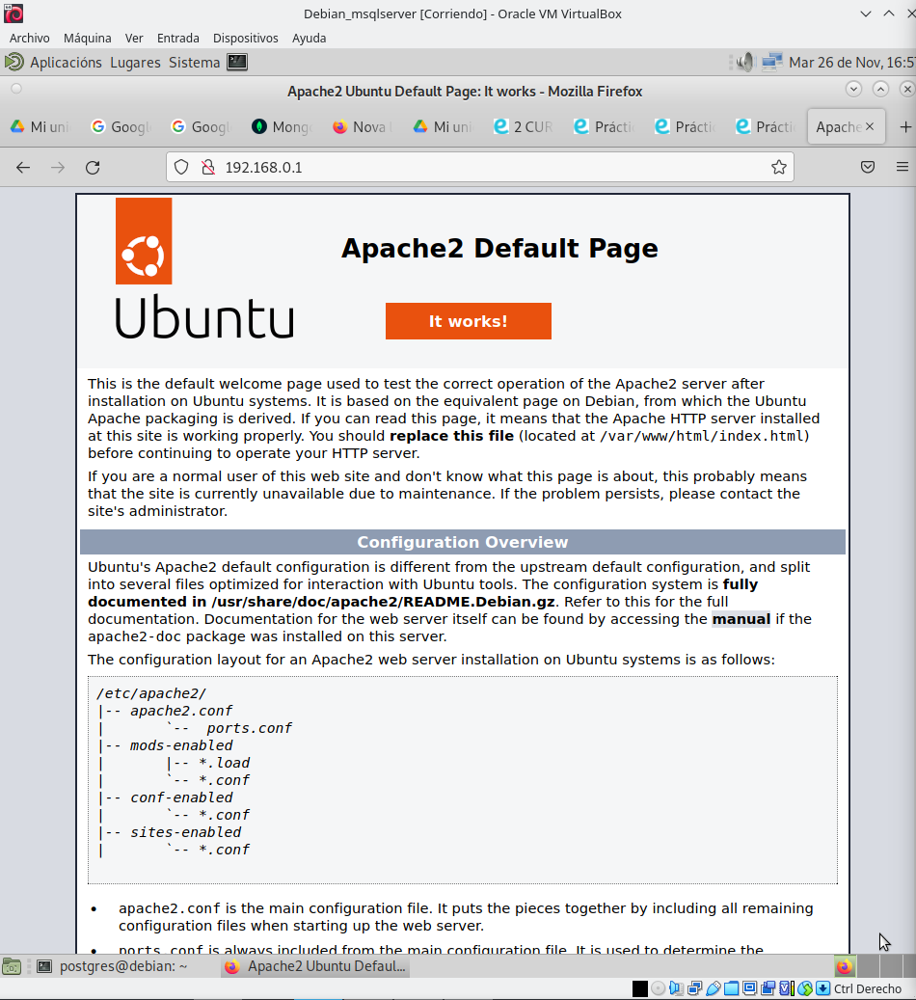 Debian_msqlserver [Corriendo] - Oracle VM VirtualBox
Archivo Máquina Ver Entrada Dispositivos Ayuda
Aplicacións Lugares Sistema Mar 26 de Nov, 16:5
Apache2 Ubuntu Default Page: It works - Mozilla Firefox
Mi uni Googl Googl Mong Nova Mi uni 2 CUR Prácti Prácti Prácti Apache
192.168.0.1
Ubuntu
Apache2 Default Page
It works!
This is the default welcome page used to test the correct operation of the Apache2 server after
installation on Ubuntu systems. It is based on the equivalent page on Debian, from which the Ubuntu
Apache packaging is derived. If you can read this page, it means that the Apache HTTP server installed
at this site is working properly. You should replace this file (located at /var/www/html/index.html)
before continuing to operate your HTTP server.
If you are a normal user of this web site and don't know what this page is about, this probably means
that the site is currently unavailable due to maintenance. If the problem persists, please contact the
site's administrator.
Configuration Overview
Ubuntu's Apache2 default configuration is different from the upstream default configuration, and split
into several files optimized for interaction with Ubuntu tools. The configuration system is fully
documented in /usr/share/doc/apache2/README.Debian.gz. Refer to this for the full
documentation. Documentation for the web server itself can be found by accessing the manual if the
apache2-doc package was installed on this server.
The configuration layout for an Apache2 web server installation on Ubuntu systems is as follows:
/etc/apache2/
|-- apache2.conf
|       `--  ports.conf
|-- mods-enabled
|       |-- *.load
|       `-- *.conf
|-- conf-enabled
|       `-- *.conf
|-- sites-enabled
|       `-- *.conf
• apache2.conf is the main configuration file. It puts the pieces together by including all remaining
configuration files when starting up the web server.
• ports.conf is always included from the main configuration file. It is used to determine the
postgres@debian: ~ Apache2 Ubuntu Defaul...
Ctrl Derecho